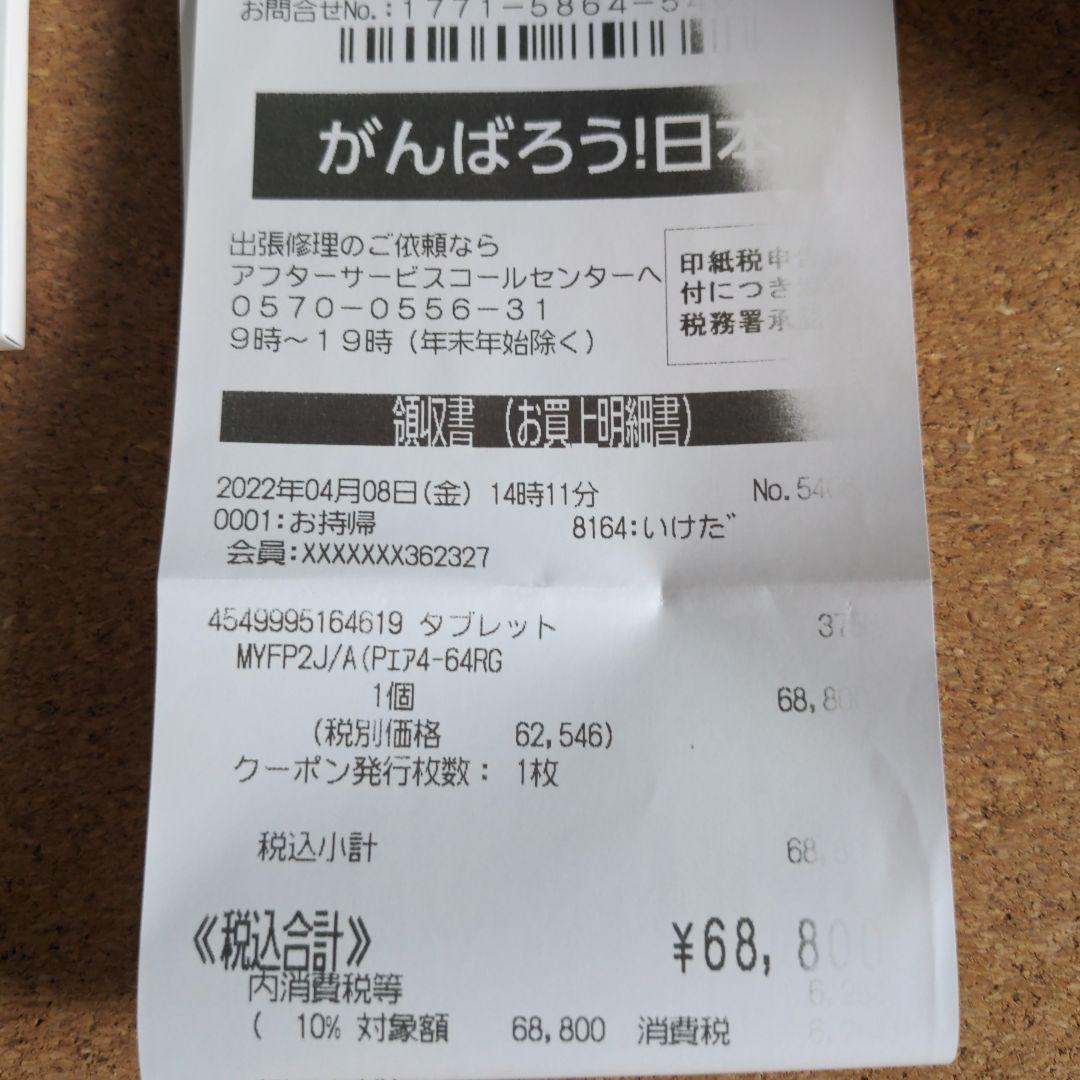 お問合せNo.:1771-5864-5
がんばろう!日本
出張修理のご依頼なら
アフターサービスコールセンターへ
0570-0556-31
9時〜19時（年末年始除く）
印紙税申
付につき
税務署承
領収書（お買上明細書）
2022年04月08日(金) 14時11分 No.54
0001:お持帰 8164:いけだ
会員:XXXXXXX362327
4549995164619 タブレット 37
MYFP2J/A(Pエア4-64RG
1個 68,80
(税別価格 62,546)
クーポン発行枚数： 1枚
税込小計 68,8
《税込合計》 ¥68,800
内消費税等 6,2
( 10% 対象額 68,800 消費税 6,2